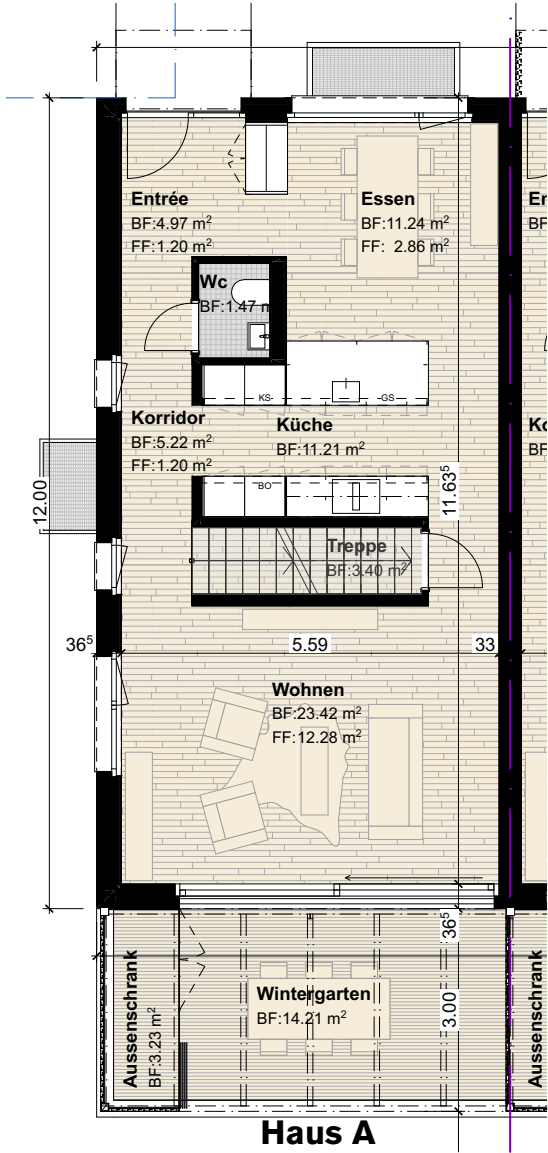 Entrée
BF:4.97 m²
FF:1.20 m²
Essen
BF:11.24 m²
FF: 2.86 m²
En
BF
Wc
BF:1.47 m
KS
GS
Korridor
BF:5.22 m²
FF:1.20 m²
Küche
BF:11.21 m²
Ko
BF
12.00
BO
11.63⁵
Treppe
BF:3.40 m²
36⁵
5.59
33
Wohnen
BF:23.42 m²
FF:12.28 m²
36⁵
Aussenschrank
BF:3.23 m²
Wintergarten
BF:14.21 m²
3.00
Aussenschrank
Haus A